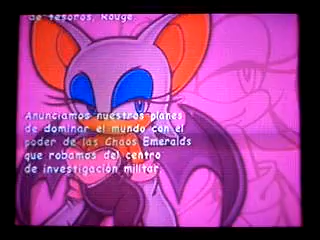 de tesoros, Rouge.
Anunciamos nuestros planes
de dominar el mundo con el
poder de las Chaos Emeralds
que robamos del centro
de investigación militar